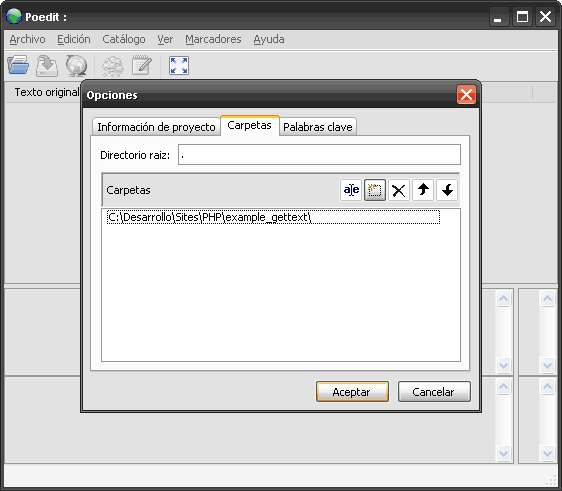 Poedit :
Archivo Edición Catálogo Ver Marcadores Ayuda
Texto original
Opciones
Información de proyecto Carpetas Palabras clave
Directorio raiz: .
Carpetas ab
C:\Desarrollo\Sites\PHP\example_gettext\
Aceptar Cancelar